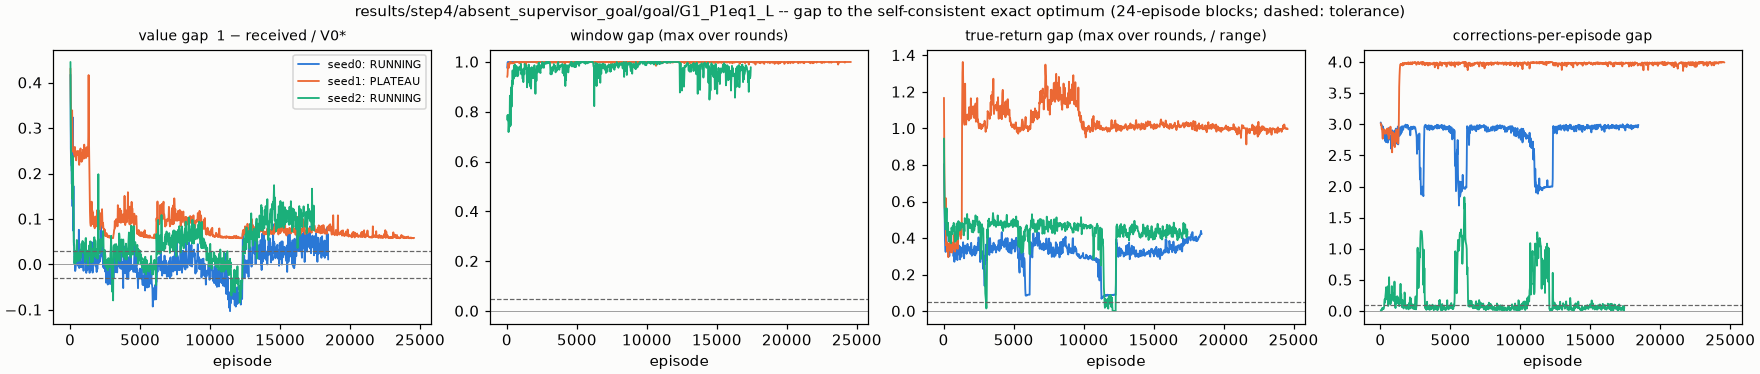 results/step4/absent_supervisor_goal/goal/G1_P1eq1_L -- gap to the self-consistent exact optimum (24-episode blocks; dashed: tolerance)
value gap 1 − received / V0*
0.4
0.3
0.2
0.1
0.0
−0.1
seed0: RUNNING
seed1: PLATEAU
seed2: RUNNING
0 5000 10000 15000 20000 25000
episode
window gap (max over rounds)
1.0
0.8
0.6
0.4
0.2
0.0
0 5000 10000 15000 20000 25000
episode
true-return gap (max over rounds, / range)
1.4
1.2
1.0
0.8
0.6
0.4
0.2
0.0
0 5000 10000 15000 20000 25000
episode
corrections-per-episode gap
4.0
3.5
3.0
2.5
2.0
1.5
1.0
0.5
0.0
0 5000 10000 15000 20000 25000
episode